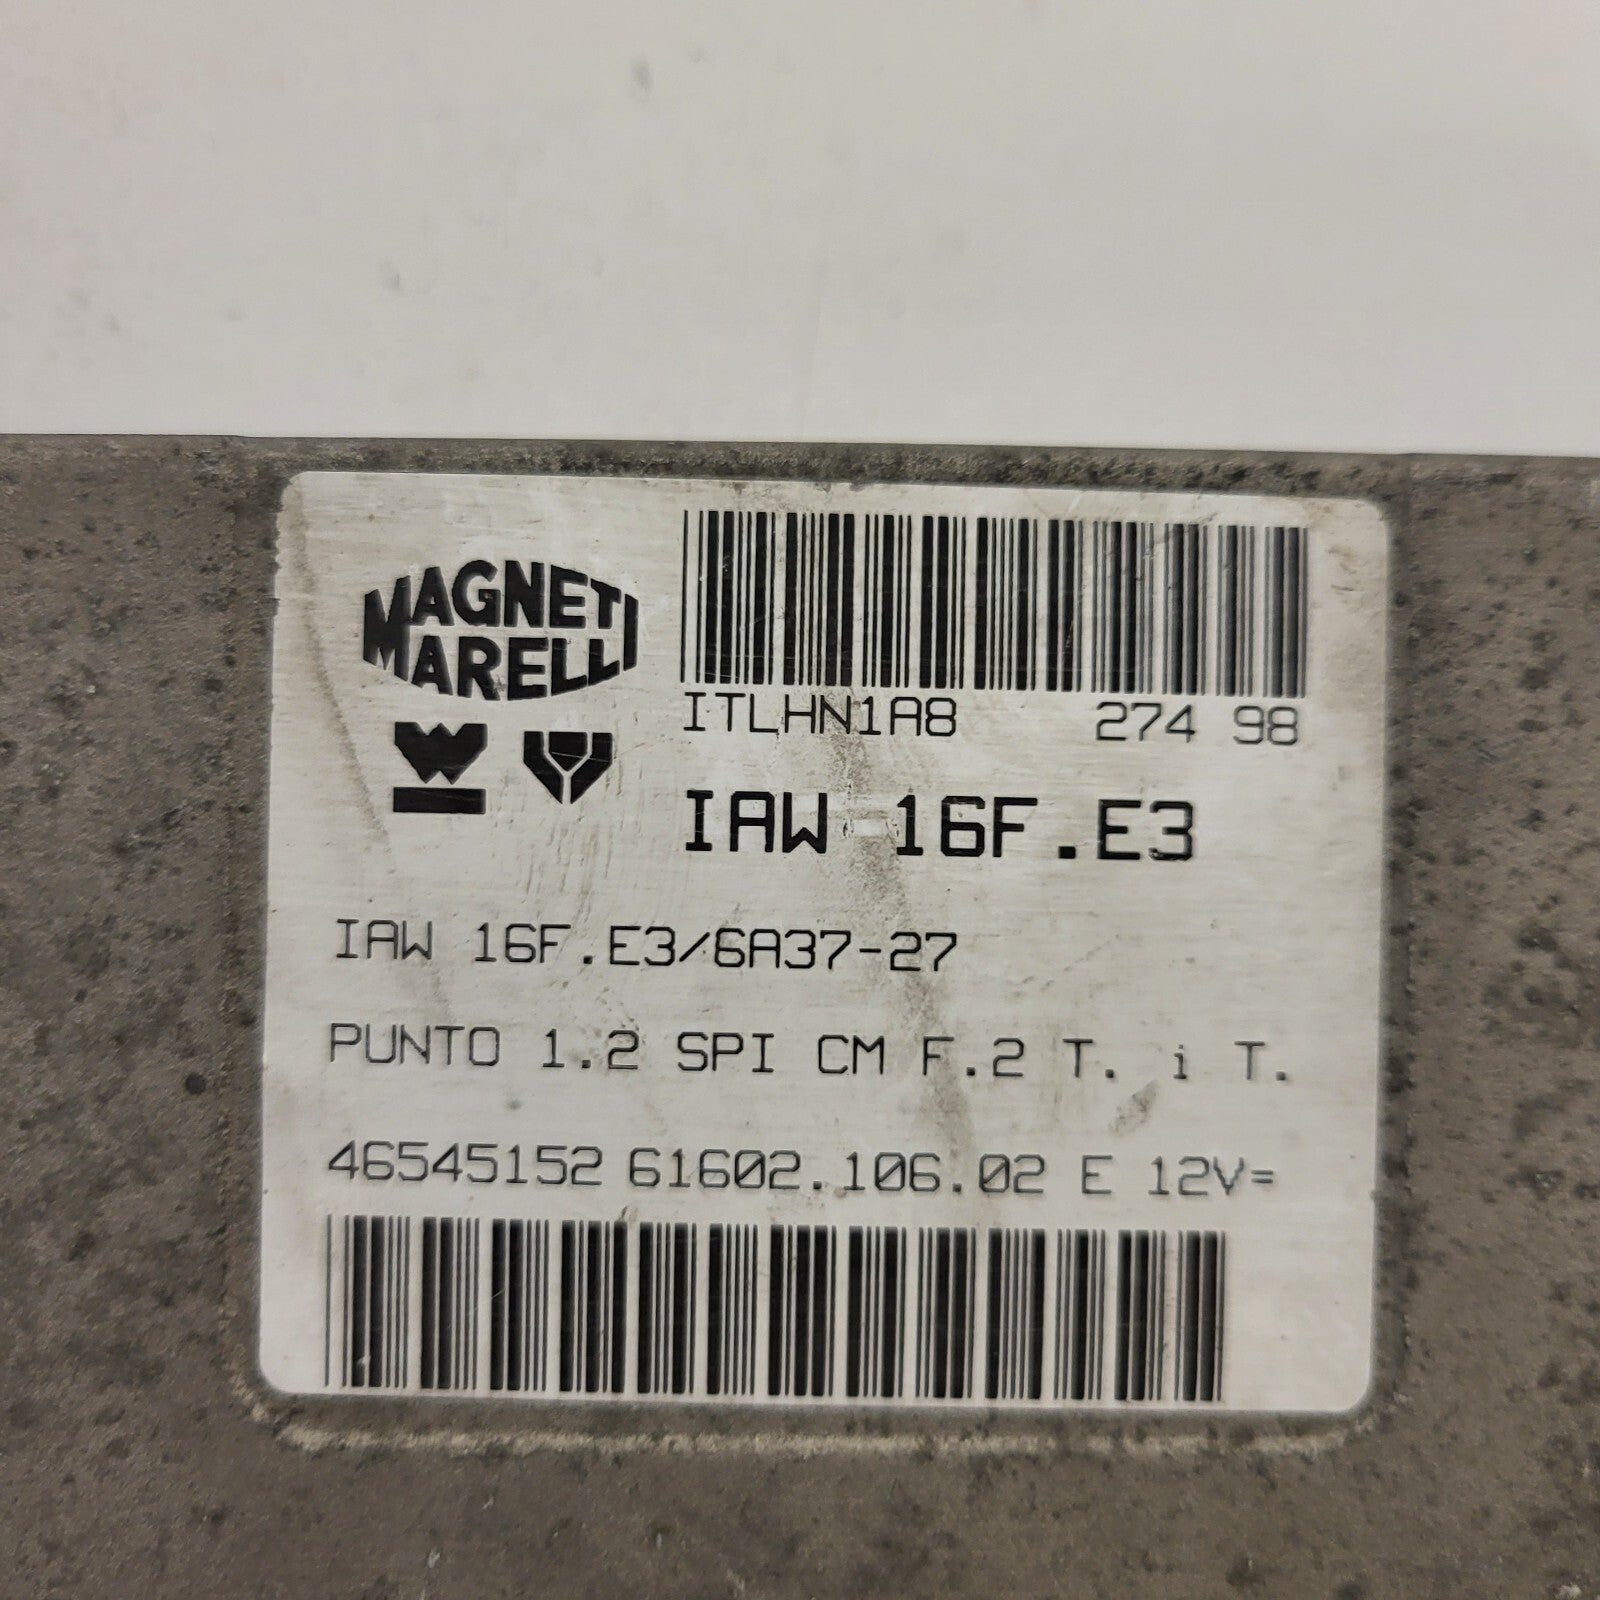 MAGNETI
MARELLI
ITLHN1A8 274 98
IAW 16F.E3
IAW 16F.E3/6A37-27
PUNTO 1.2 SPI CM F.2 T. i T.
46545152 61602.106.02 E 12V=